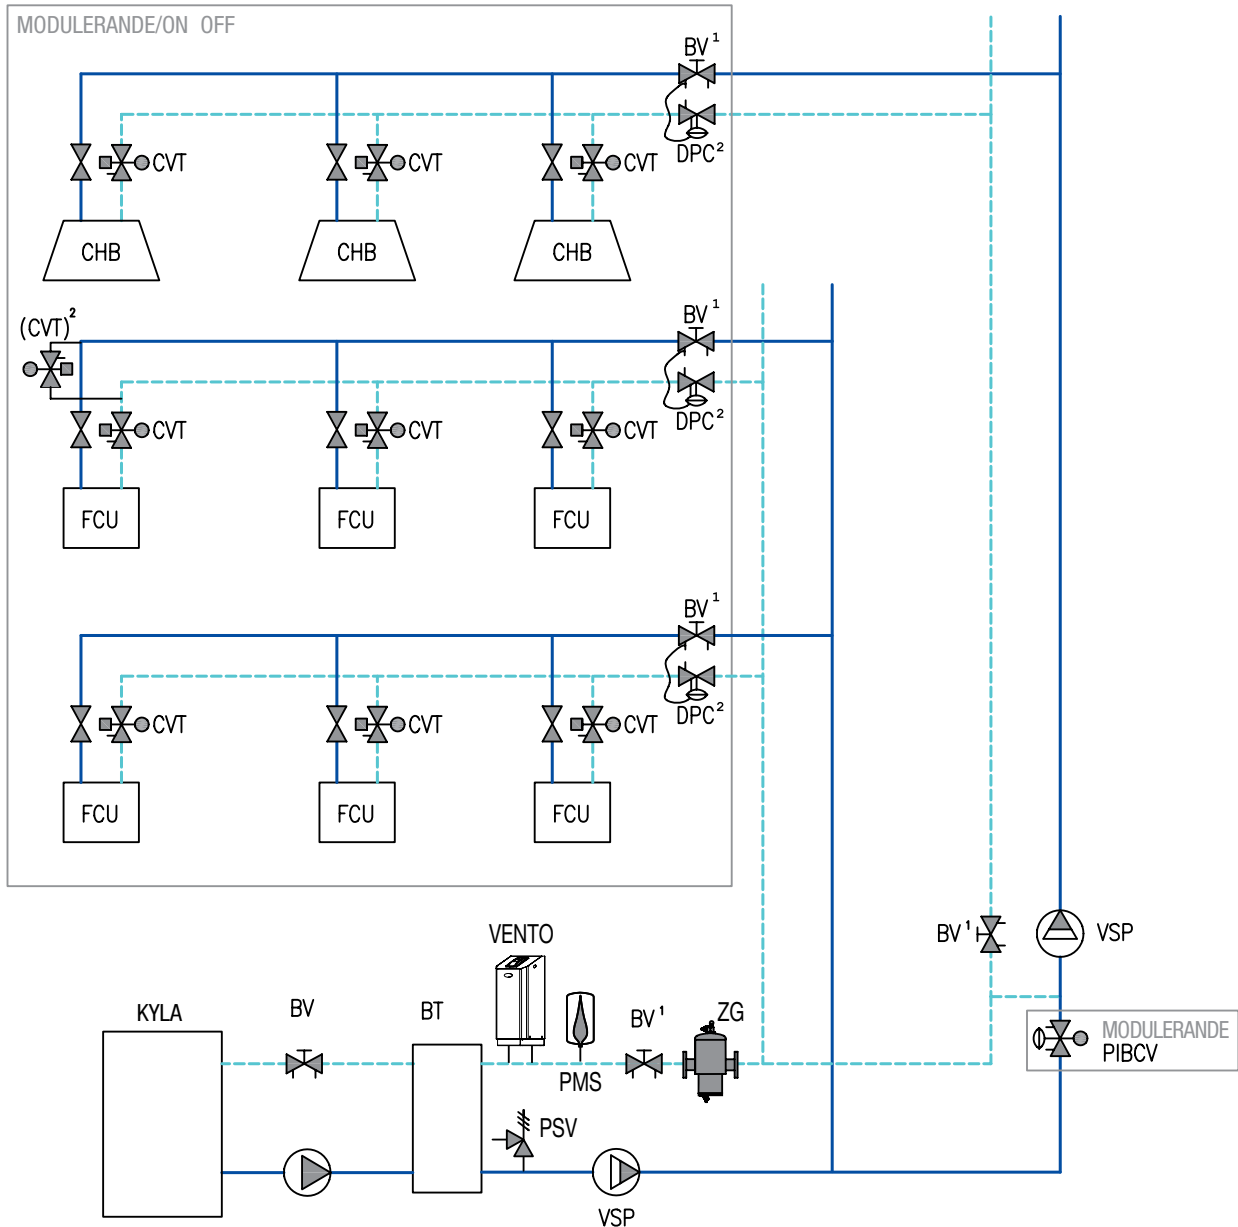 MODULERANDE/ON OFF
BV¹
DPC²
CVT
CVT
CVT
CHB
CHB
CHB
(CVT)²
BV¹
DPC²
CVT
CVT
CVT
FCU
FCU
FCU
BV¹
DPC²
CVT
CVT
CVT
FCU
FCU
FCU
BV¹
VSP
VENTO
KYLA
BV
BT
BV¹
ZG
MODULERANDE
PIBCV
PMS
PSV
VSP